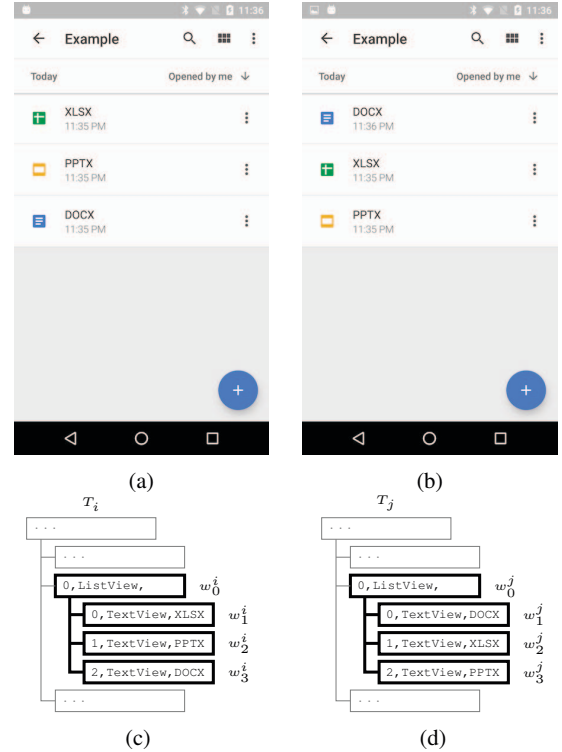 11:36
Example
Today Opened by me
XLSX
11:35 PM
PPTX
11:35 PM
DOCX
11:35 PM
+
(a)
11:36
Example
Today Opened by me
DOCX
11:36 PM
XLSX
11:35 PM
PPTX
11:35 PM
+
(b)
T_i
...
...
0,ListView, w_0^i
0,TextView,XLSX w_1^i
1,TextView,PPTX w_2^i
2,TextView,DOCX w_3^i
...
(c)
T_j
...
...
0,ListView, w_0^j
0,TextView,DOCX w_1^j
1,TextView,XLSX w_2^j
2,TextView,PPTX w_3^j
...
(d)